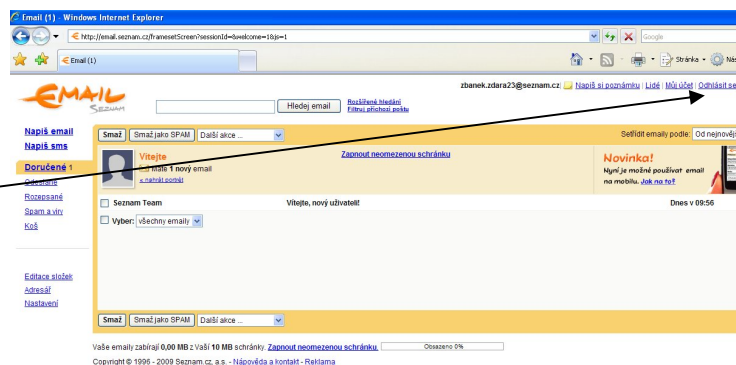 Email (1) - Windows Internet Explorer
http://email.seznam.cz/framesetScreen?sessionId=&welcome=1&js=1
Google
Email (1)
Stránka
zbanek.zdara23@seznam.cz | Napiš si poznámku | Lidé | Můj účet | Odhlásit se
EMAIL
SEZNAM
Hledej email
Rozšířené hledání
Filtruj příchozí poštu
Napiš email
Napiš sms
Smaž Smaž jako SPAM Další akce ...
Setřídit emaily podle: Od nejnověj
Doručené 1
Vítejte
Máte 1 nový email
« nahrál portrét
Zapnout neomezenou schránku
Novinka!
Nyní je možné používat email
na mobilu. Jak na to?
Rozepsané
Spam a viry
Koš
Seznam Team Vítejte, nový uživateli! Dnes v 09:56
Vyber: všechny emaily
Editace složek
Adresář
Nastavení
Smaž Smaž jako SPAM Další akce ...
Vaše emaily zabírají 0,00 MB z Vaší 10 MB schránky. Zapnout neomezenou schránku. Obsazeno 0%
Copyright © 1996 - 2009 Seznam.cz, a.s. - Nápověda a kontakt - Reklama